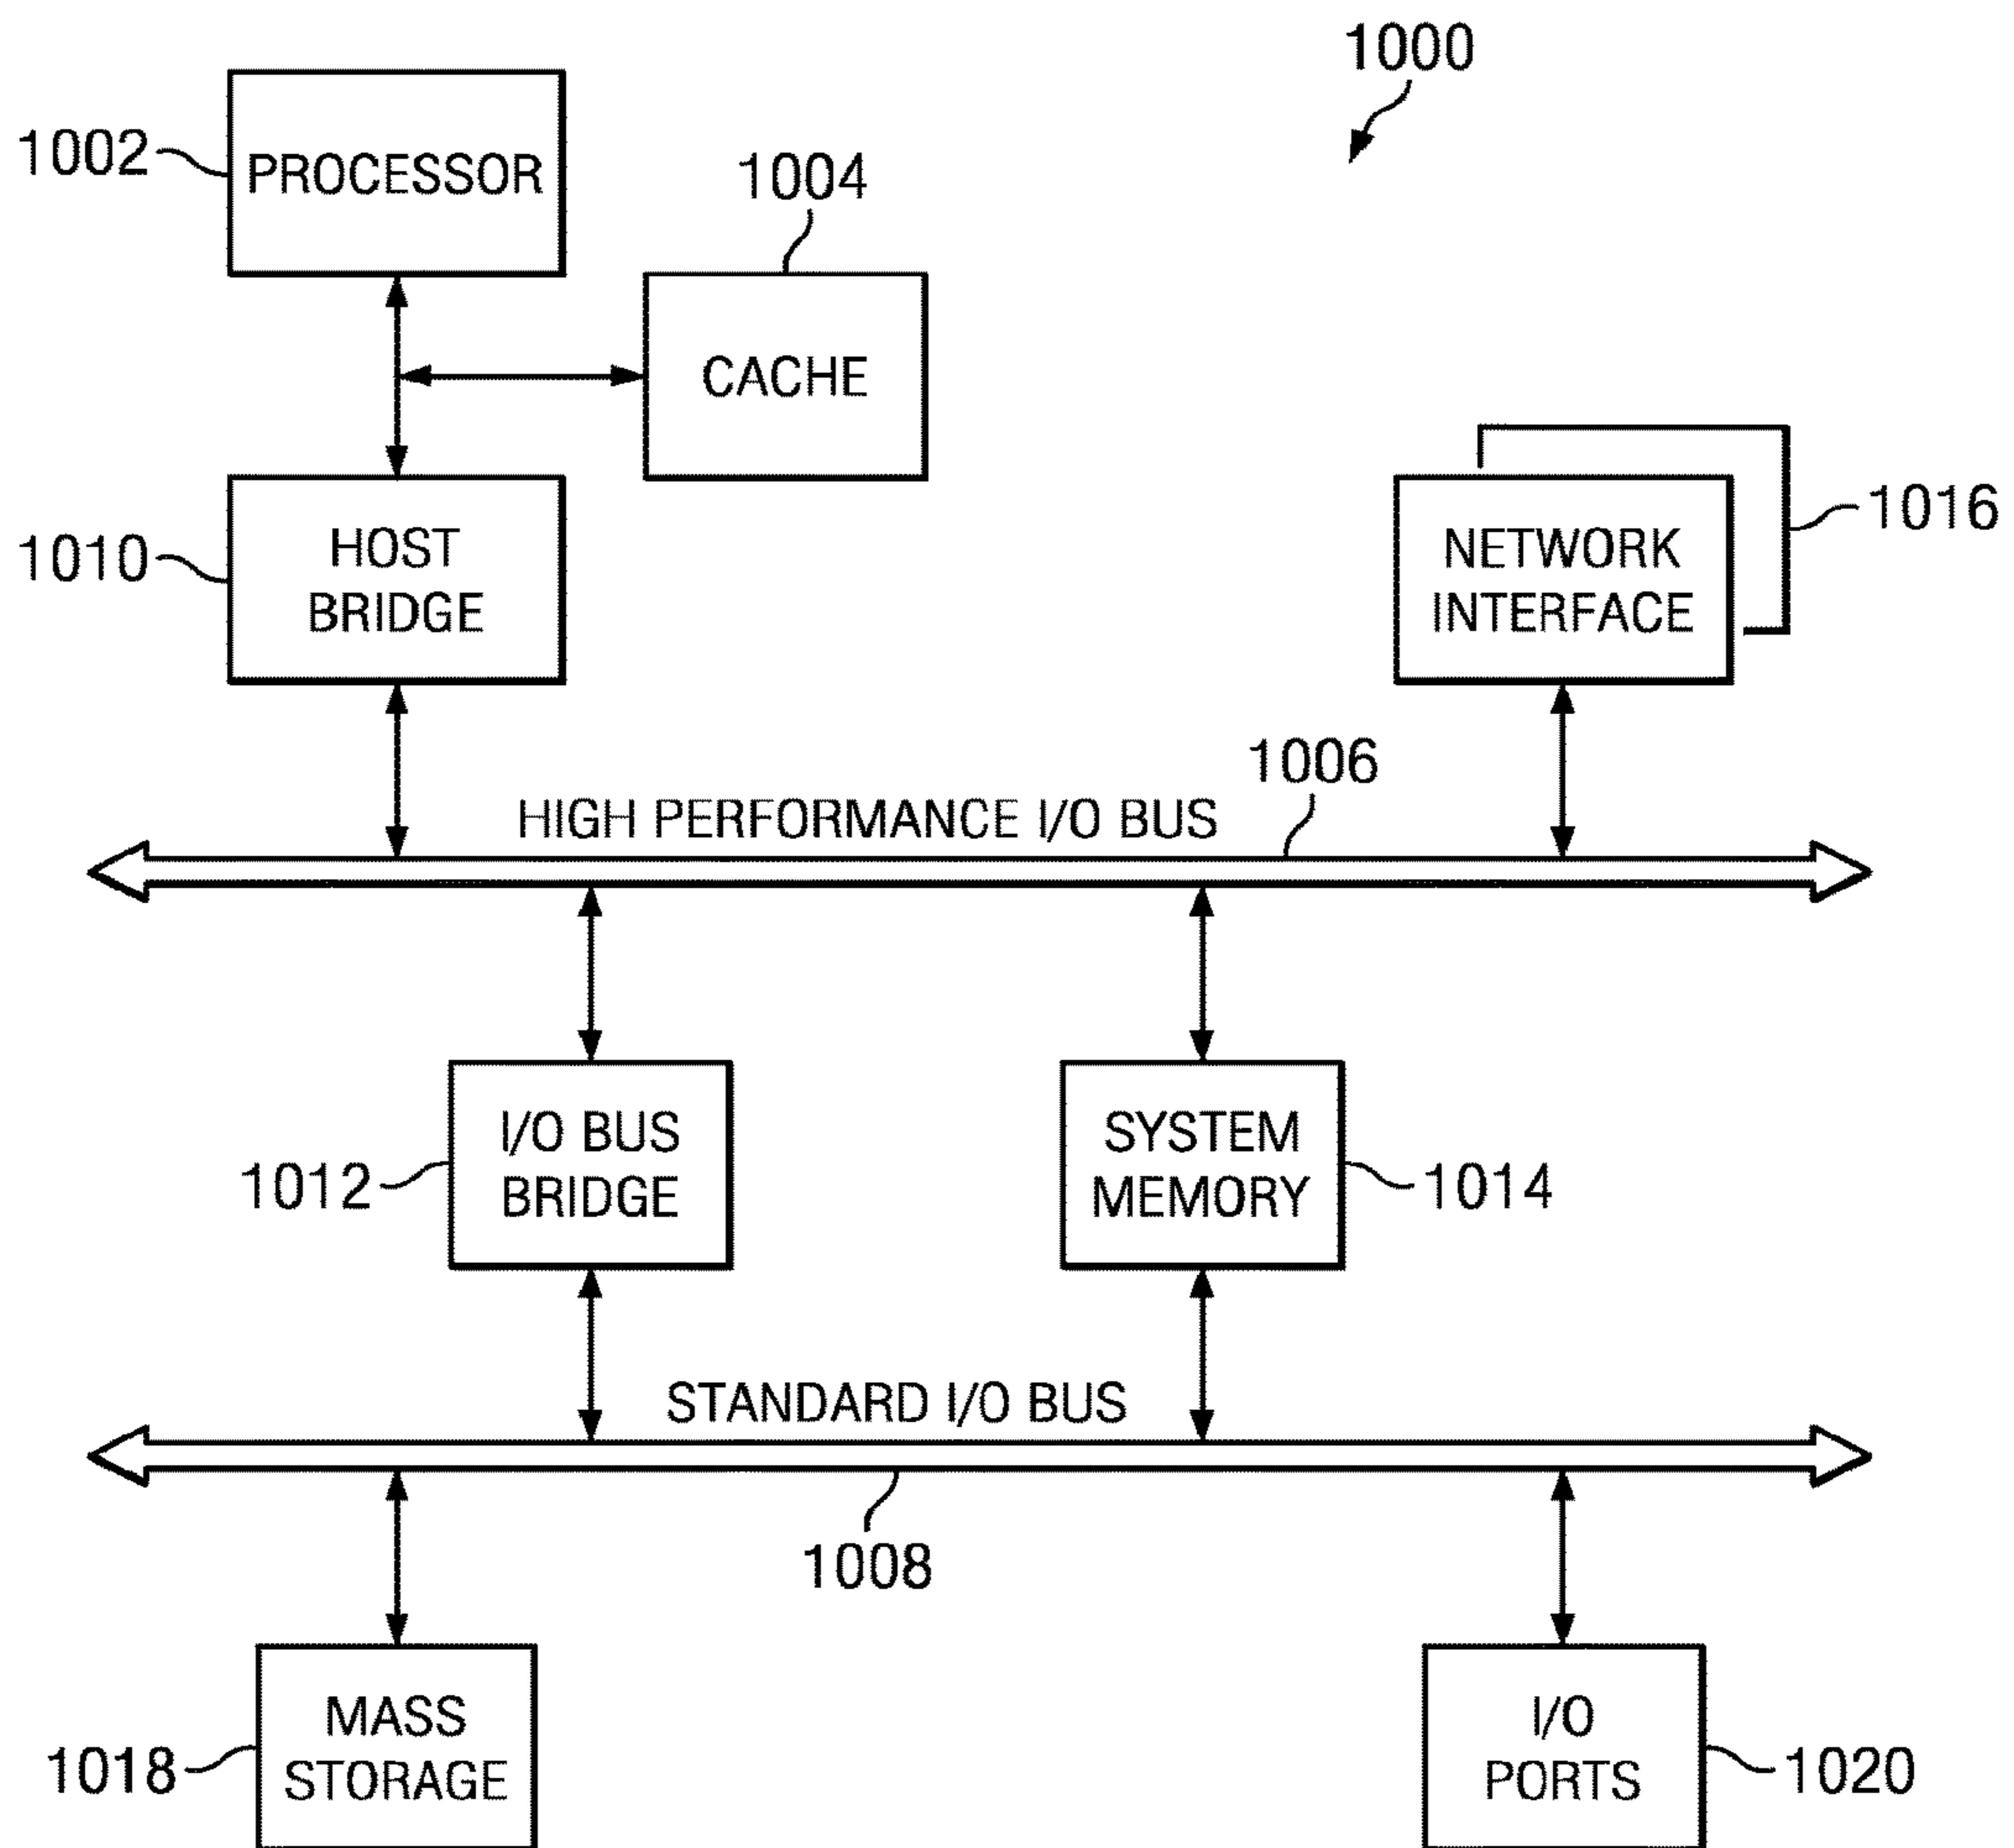 1000
1002
PROCESSOR
1004
CACHE
1010
HOST
BRIDGE
NETWORK
INTERFACE
1016
1006
HIGH PERFORMANCE I/O BUS
1012
I/O BUS
BRIDGE
SYSTEM
MEMORY
1014
STANDARD I/O BUS
1008
1018
MASS
STORAGE
I/O
PORTS
1020